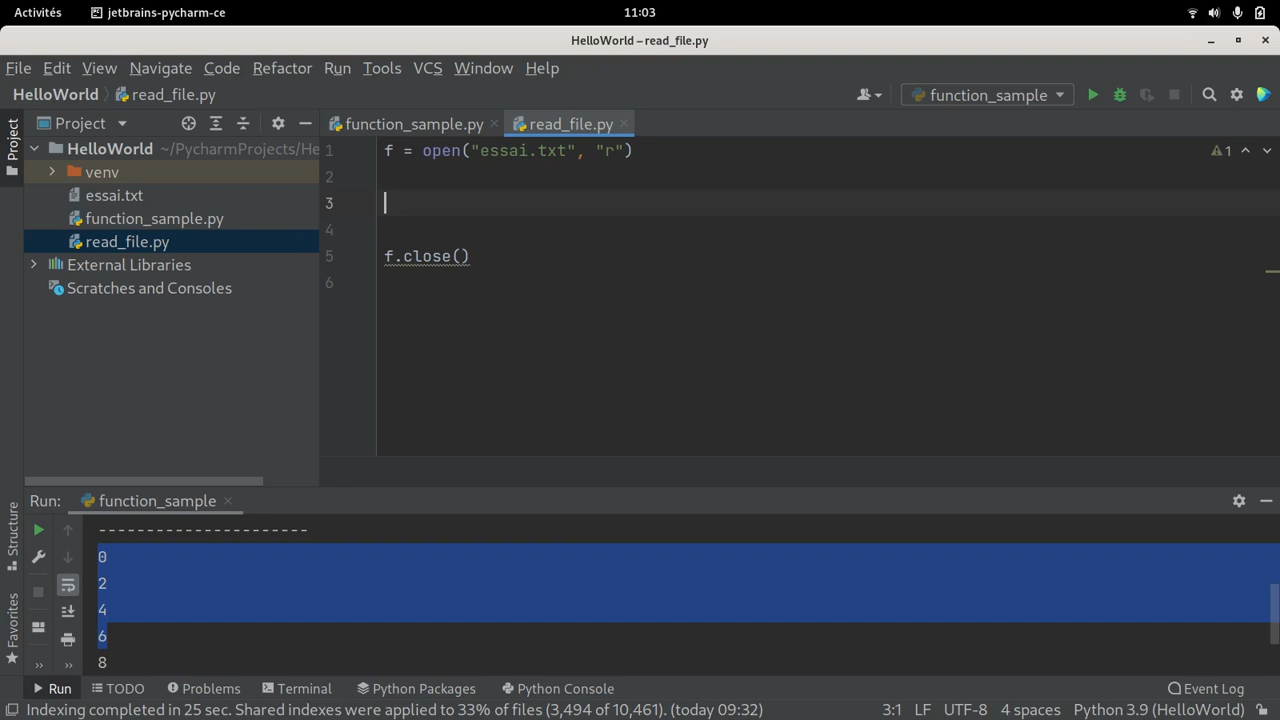 Activités jetbrains-pycharm-ce 11:03
HelloWorld – read_file.py
File Edit View Navigate Code Refactor Run Tools VCS Window Help
HelloWorld read_file.py function_sample
Project
Project
function_sample.py read_file.py
HelloWorld ~/PycharmProjects/He
venv
essai.txt
function_sample.py
read_file.py
External Libraries
Scratches and Consoles
1 f = open("essai.txt", "r")
2
3
4
5 f.close()
6
1
Run: function_sample
----------------------
0
2
4
6
8
Structure
Favorites
Run TODO Problems Terminal Python Packages Python Console Event Log
Indexing completed in 25 sec. Shared indexes were applied to 33% of files (3,494 of 10,461). (today 09:32) 3:1 LF UTF-8 4 spaces Python 3.9 (HelloWorld)